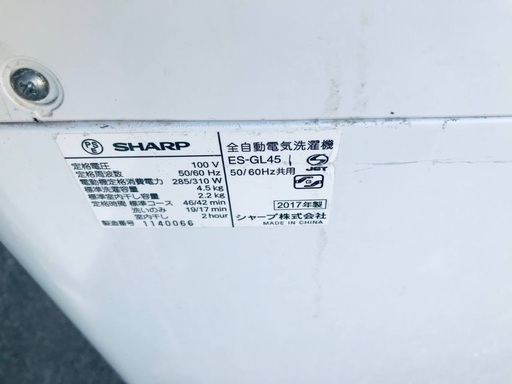 PS E SHARP 全自動電気洗濯機
定格電圧 100 V ES-GL45
定格周波数 50/60 Hz 50/60Hz共用 JET
電動機定格消費電力 285/310 W
標準洗濯容量 4.5 kg
標準室内干し容量 2.2 kg
定格時間 標準コース 46/42 min 2017年製
洗いのみ 19/17 min シャープ株式会社
室内干し 2 hour MADE IN CHINA
製造番号 1140066